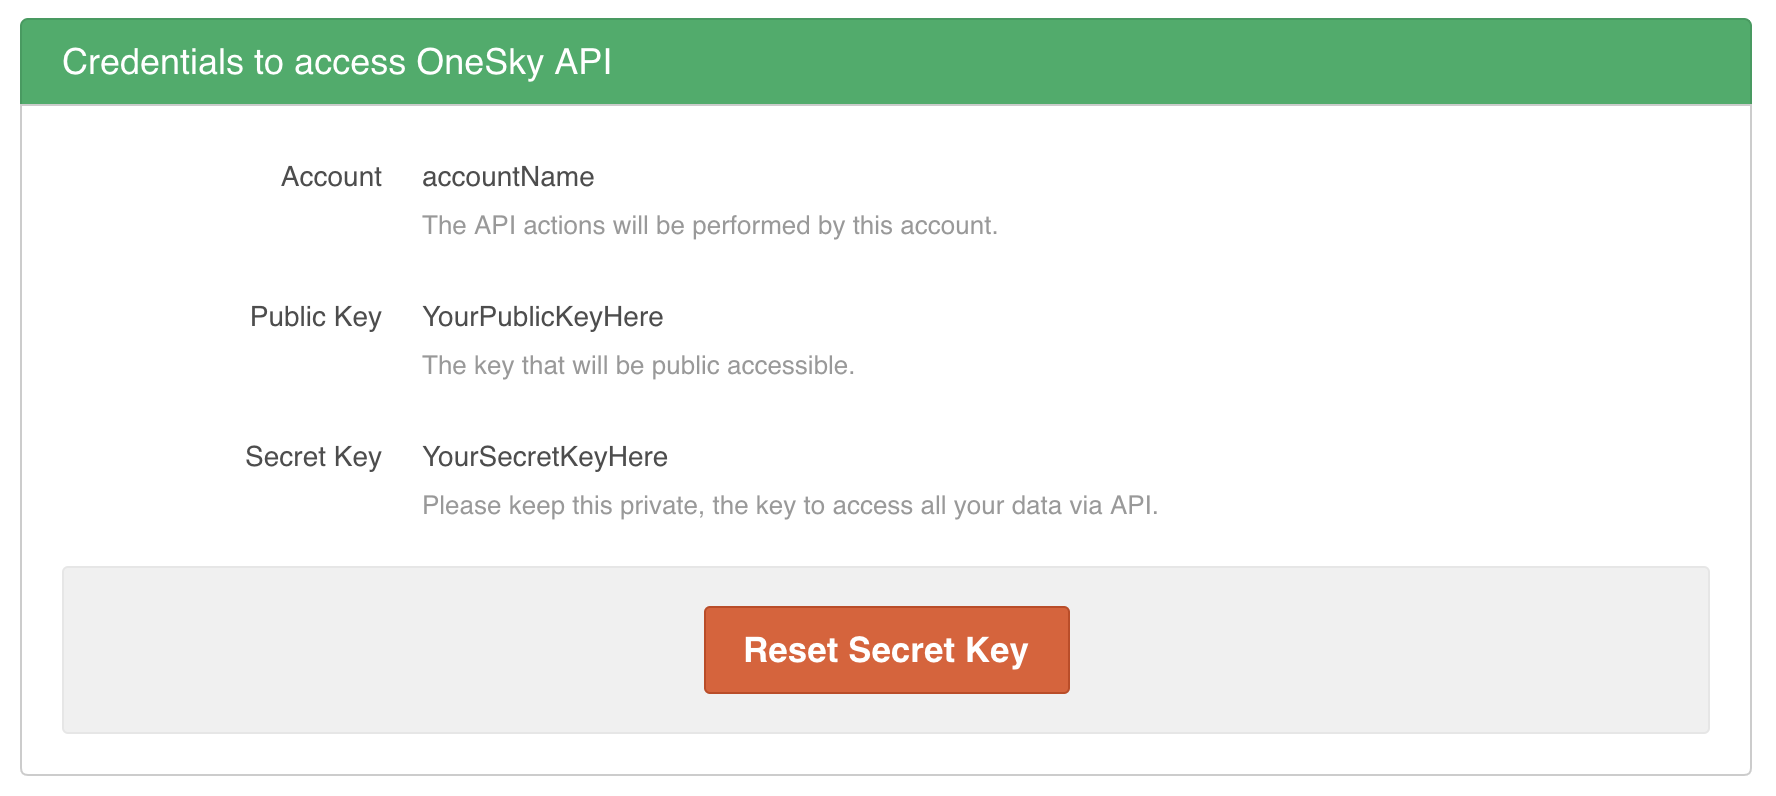 Credentials to access OneSky API
Account accountName
The API actions will be performed by this account.
Public Key YourPublicKeyHere
The key that will be public accessible.
Secret Key YourSecretKeyHere
Please keep this private, the key to access all your data via API.
Reset Secret Key